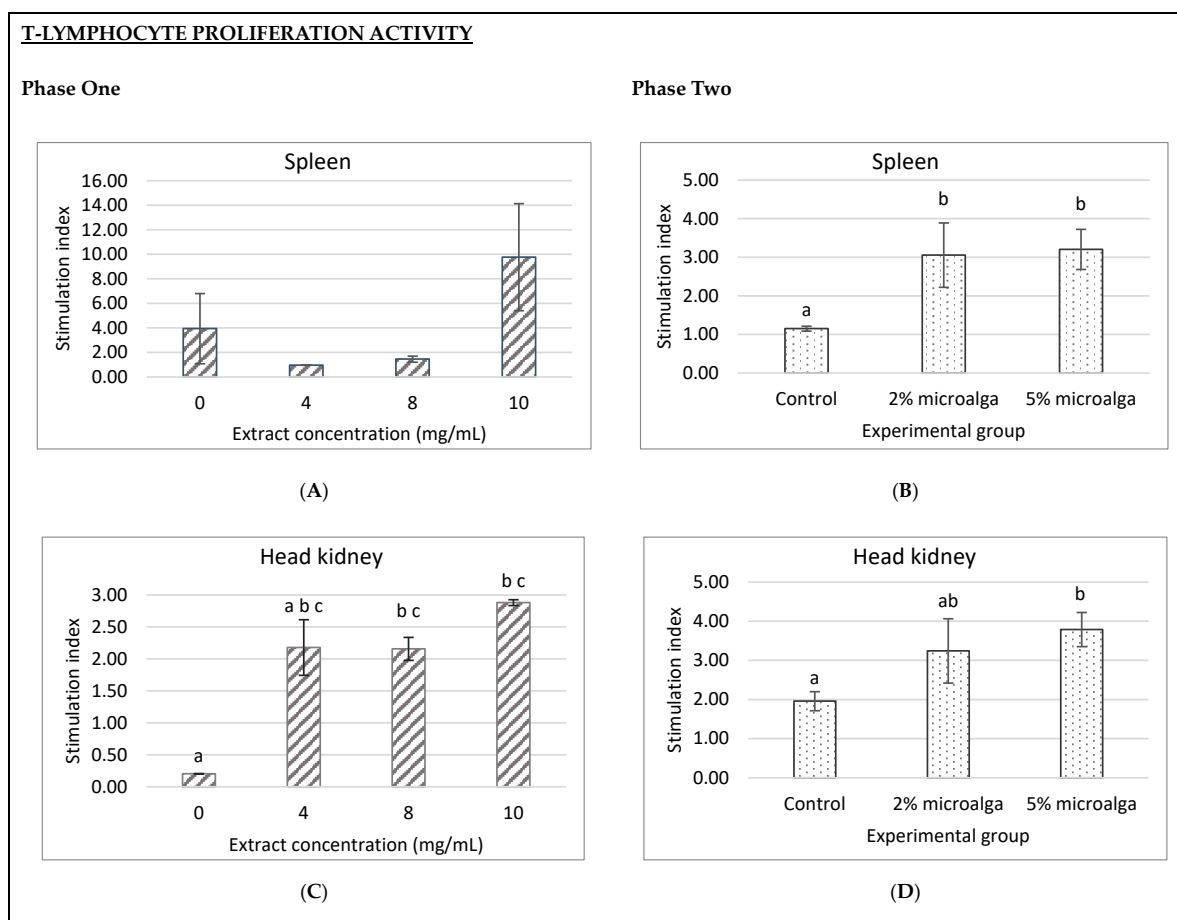 T-LYMPHOCYTE PROLIFERATION ACTIVITY
Phase One
Phase Two
Spleen
Stimulation index
16.00
14.00
12.00
10.00
8.00
6.00
4.00
2.00
0.00
0 4 8 10
Extract concentration (mg/mL)
(A)
Spleen
Stimulation index
5.00
4.00
3.00
2.00
1.00
0.00
a b b
Control 2% microalga 5% microalga
Experimental group
(B)
Head kidney
Stimulation index
3.00
2.50
2.00
1.50
1.00
0.50
0.00
a a b c b c b c
0 4 8 10
Extract concentration (mg/mL)
(C)
Head kidney
Stimulation index
5.00
4.00
3.00
2.00
1.00
0.00
a ab b
Control 2% microalga 5% microalga
Experimental group
(D)